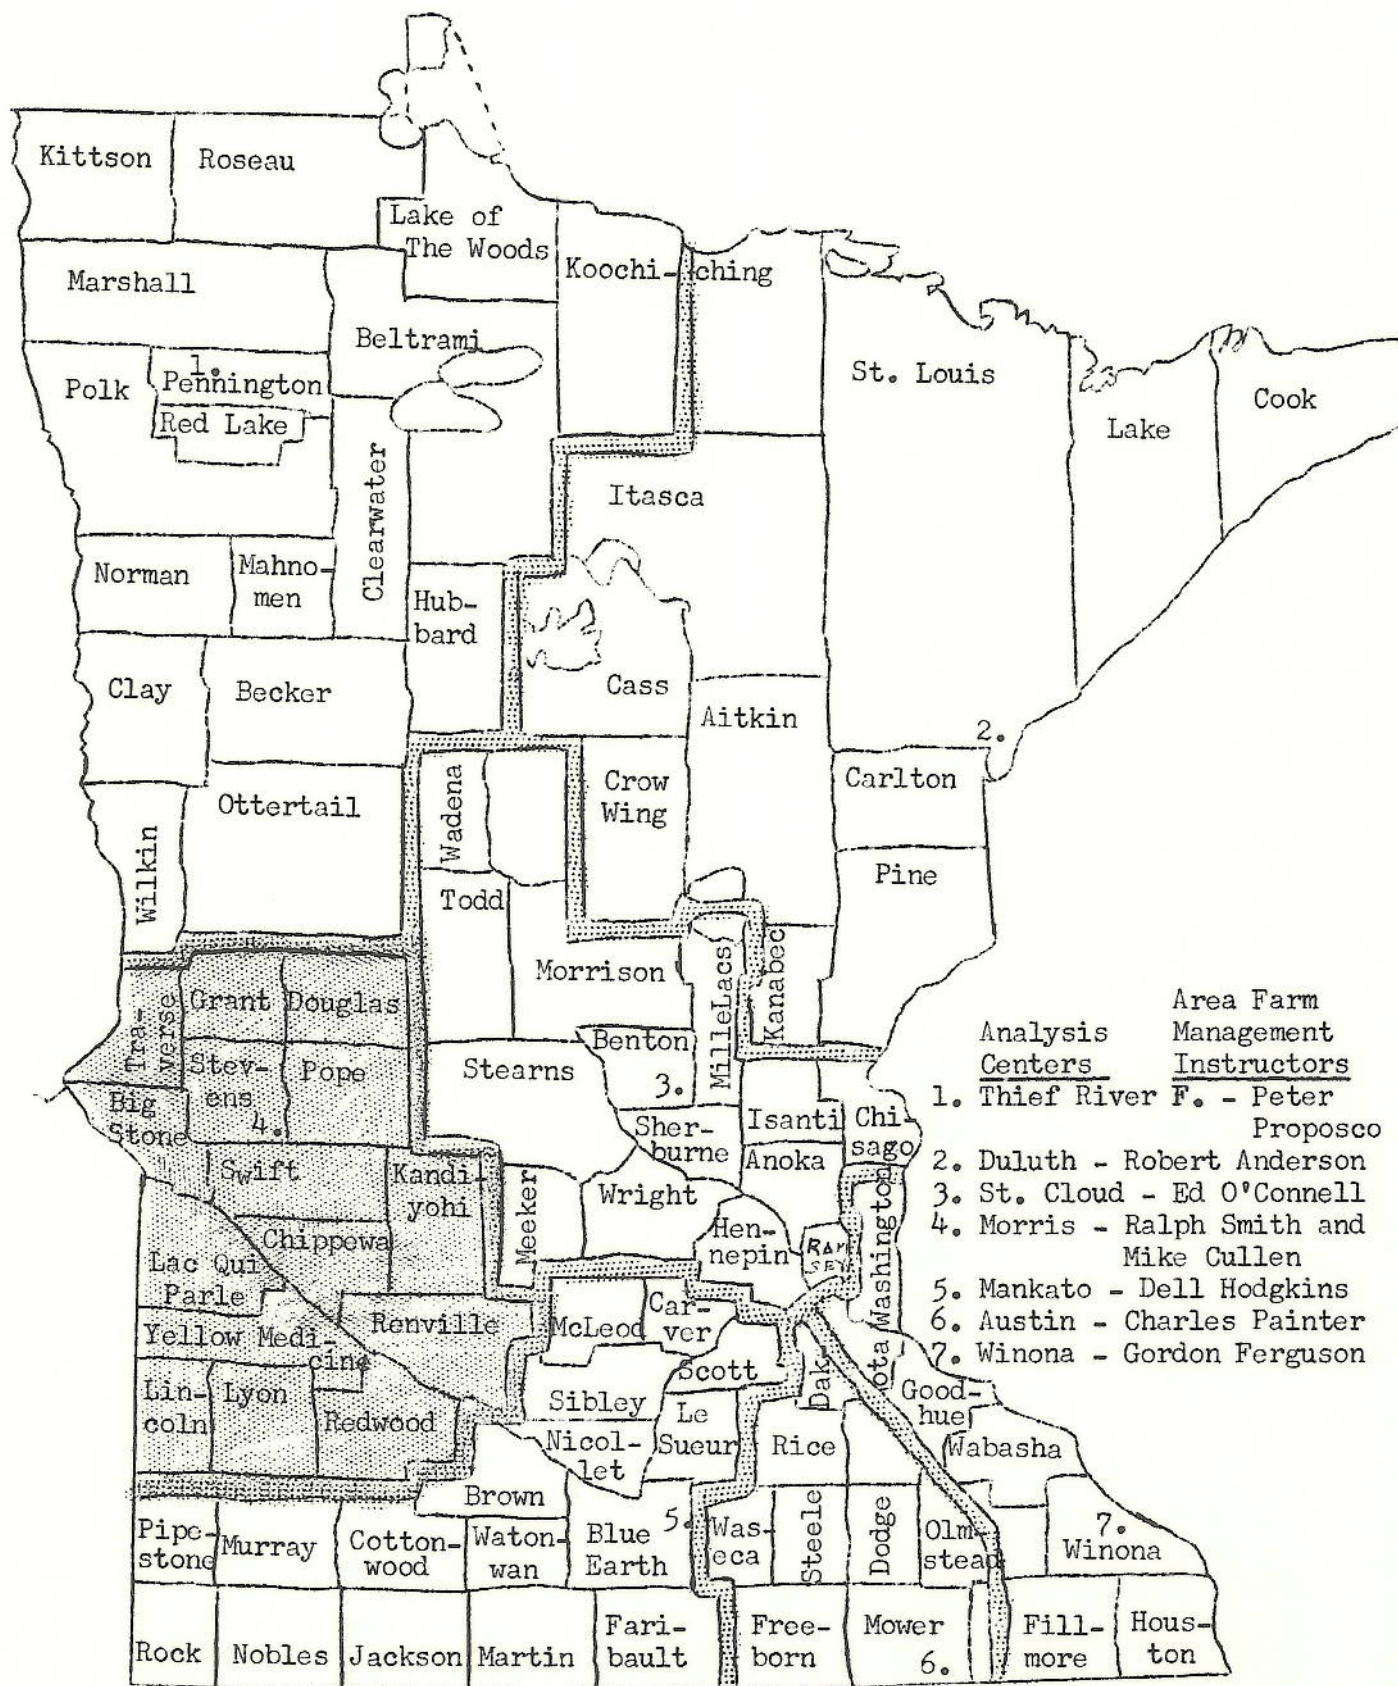 Kittson
Roseau
Lake of
The Woods
Koochi-ching
Marshall
Beltrami
1.
Pennington
Polk
Red Lake
St. Louis
Lake
Cook
Clearwater
Itasca
Norman
Mahno-
men
Hub-
bard
Cass
Clay
Becker
Aitkin
2.
Carlton
Ottertail
Wadena
Crow
Wing
Wilkin
Todd
Pine
Morrison
MilleLacs
Kanabec
Tra-
verse
Grant
Douglas
Stev-
ens
4.
Pope
Stearns
Benton
3.
Big
Stone
Sher-
burne
Isanti
Chi-
sago
Anoka
Swift
Kandi-
yohi
Meeker
Wright
Hen-
nepin
RAM
SEY
Washington
Chippewa
Lac Qui
Parle
Renville
McLeod
Car-
ver
Yellow Medi-
cine
Scott
Dak-
ota
Lin-
coln
Lyon
Redwood
Sibley
Le
Sueur
Rice
Good-
hue
Wabasha
Nicol-
let
Brown
Pipe-
stone
Murray
Cotton-
wood
Waton-
wan
Blue
Earth
5.
Was-
eca
Steele
Dodge
Olm-
stead
7.
Winona
Rock
Nobles
Jackson
Martin
Fari-
bault
Free-
born
Mower
6.
Fill-
more
Hous-
ton
Area Farm
Analysis Management
Centers Instructors
1. Thief River F. - Peter
Proposco
2. Duluth - Robert Anderson
3. St. Cloud - Ed O'Connell
4. Morris - Ralph Smith and
Mike Cullen
5. Mankato - Dell Hodgkins
6. Austin - Charles Painter
7. Winona - Gordon Ferguson